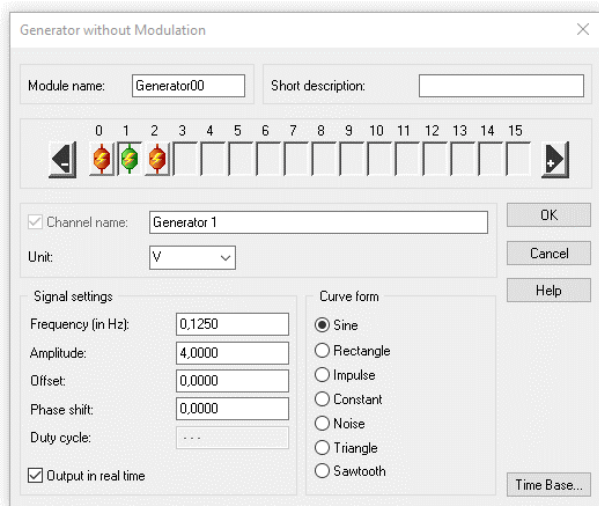 Generator without Modulation
Module name: Generator00 Short description:
0 1 2 3 4 5 6 7 8 9 10 11 12 13 14 15
- +
Channel name: Generator 1 OK
Unit: V Cancel
Help
Signal settings Curve form
Frequency (in Hz): 0,1250 Sine
Amplitude: 4,0000 Rectangle
Offset: 0,0000 Impulse
Phase shift: 0,0000 Constant
Duty cycle: - - - Noise
Triangle
Output in real time Sawtooth
Time Base...